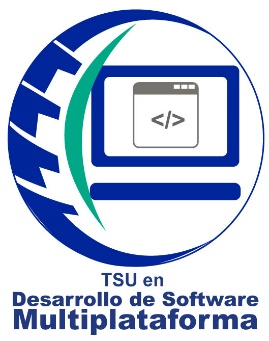 </>
TSU en
Desarrollo de Software
Multiplataforma